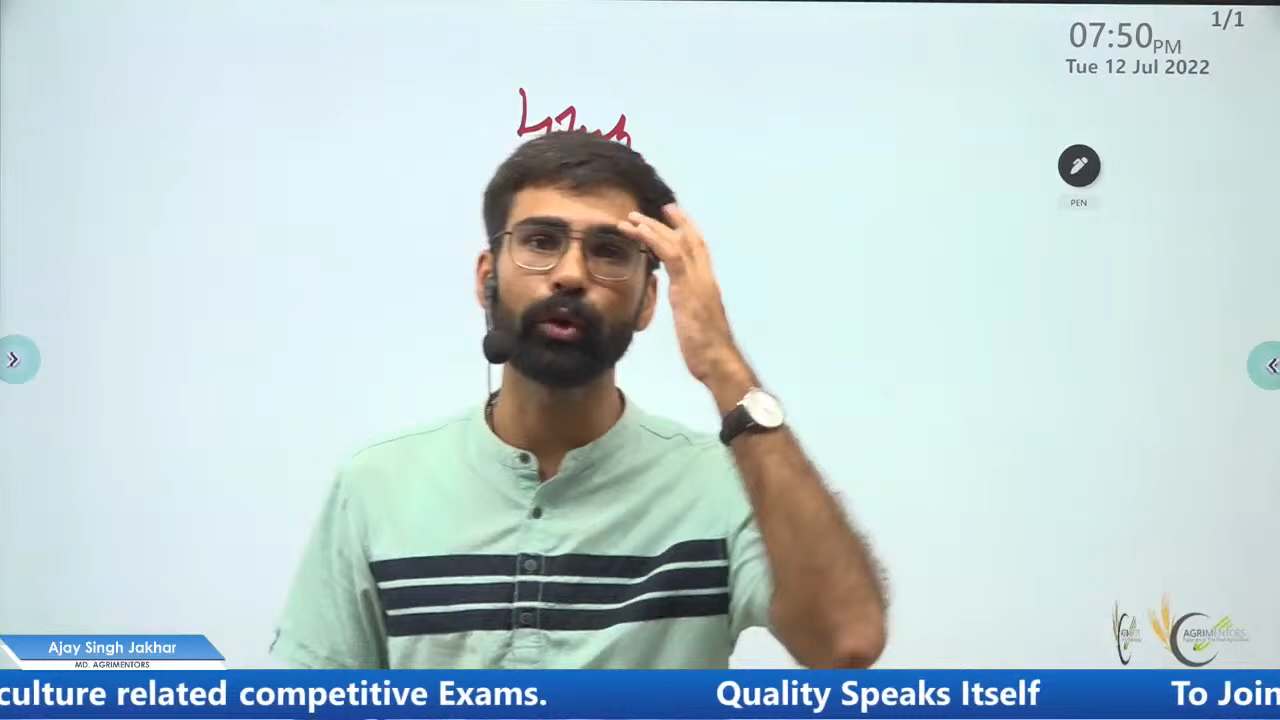 1/1
07:50PM
Tue 12 Jul 2022
PEN
Ajay Singh Jakhar
MD. AGRIMENTORS
AGRIMENTORS
culture related competitive Exams. Quality Speaks Itself To Join